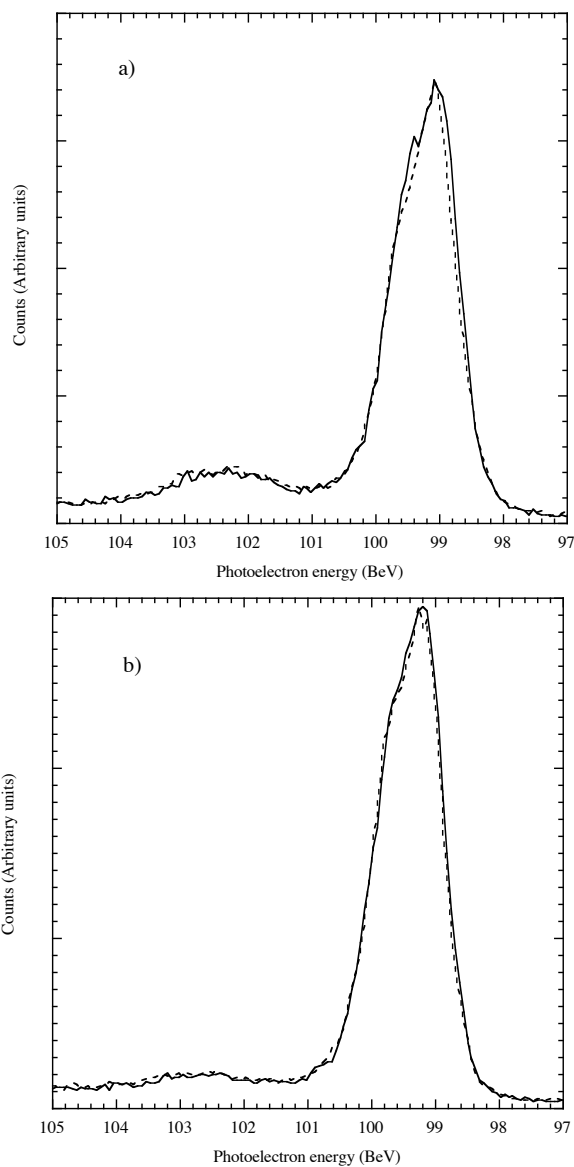 a)
Counts (Arbitrary units)
105 104 103 102 101 100 99 98 97
Photoelectron energy (BeV)
b)
Counts (Arbitrary units)
105 104 103 102 101 100 99 98 97
Photoelectron energy (BeV)